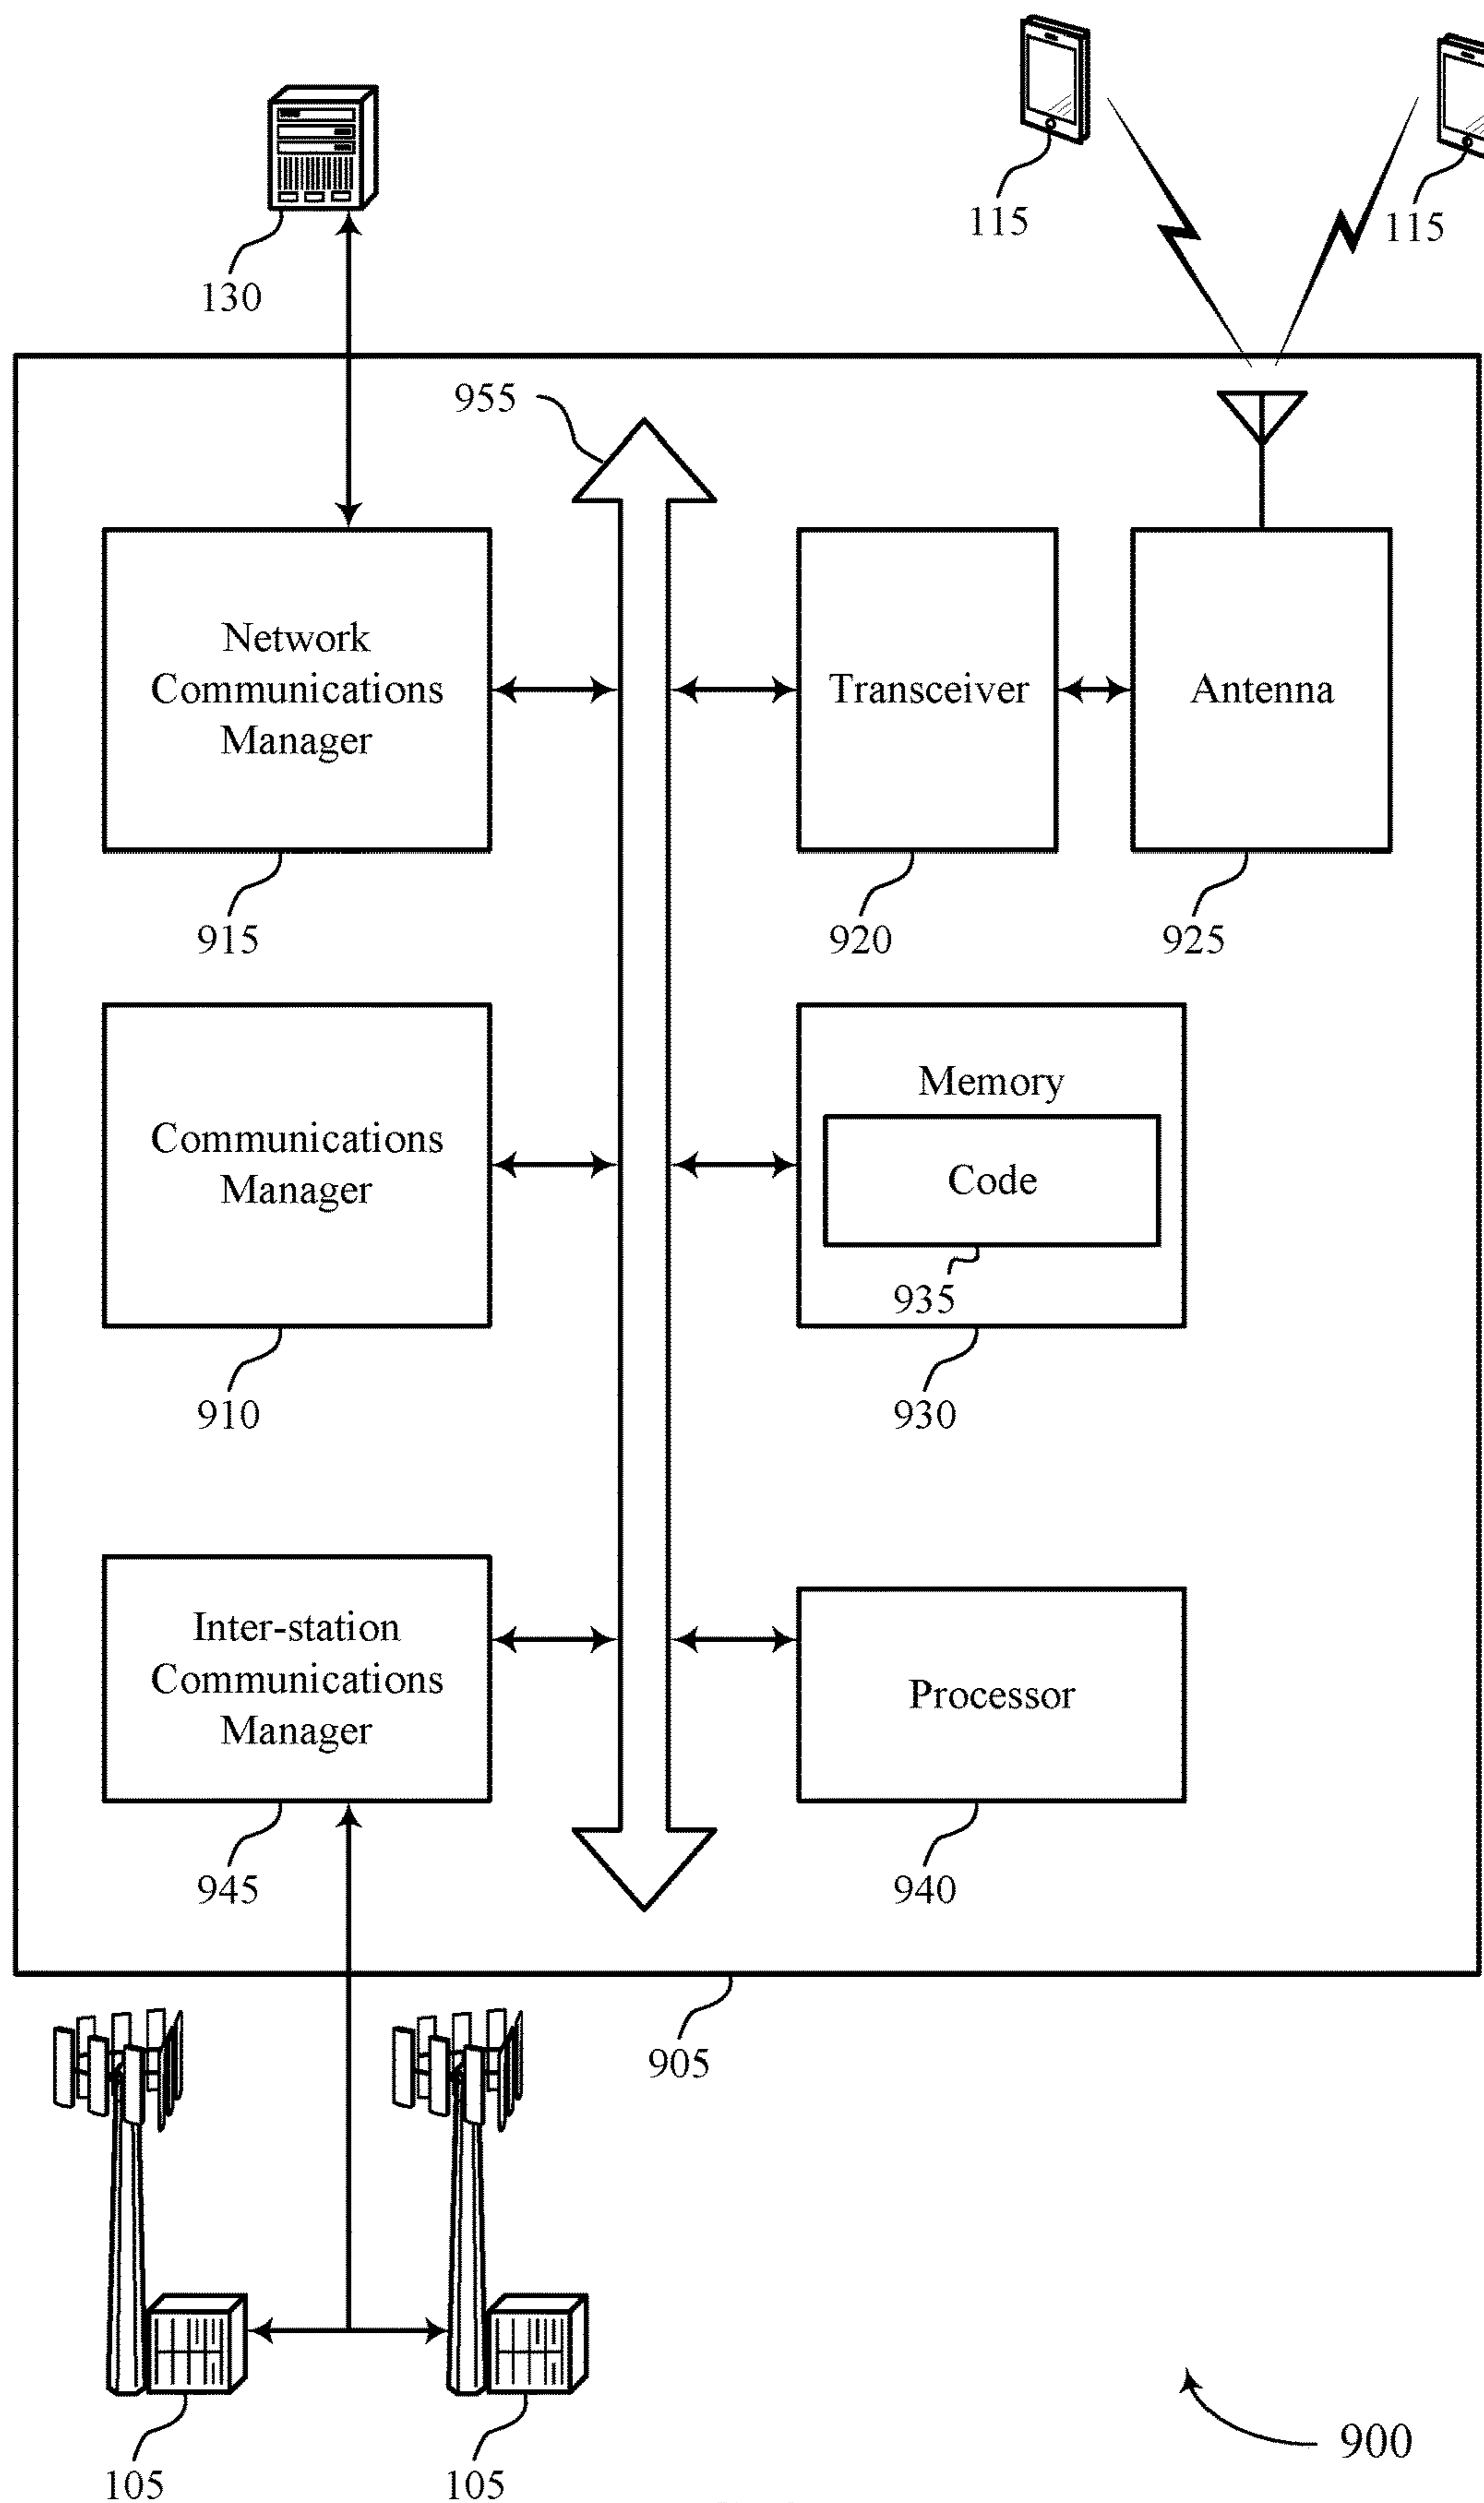 115
115
130
955
Network
Communications
Manager
Transceiver
Antenna
915
920
925
Communications
Manager
Memory
Code
935
910
930
Inter-station
Communications
Manager
Processor
945
940
905
105
105
900